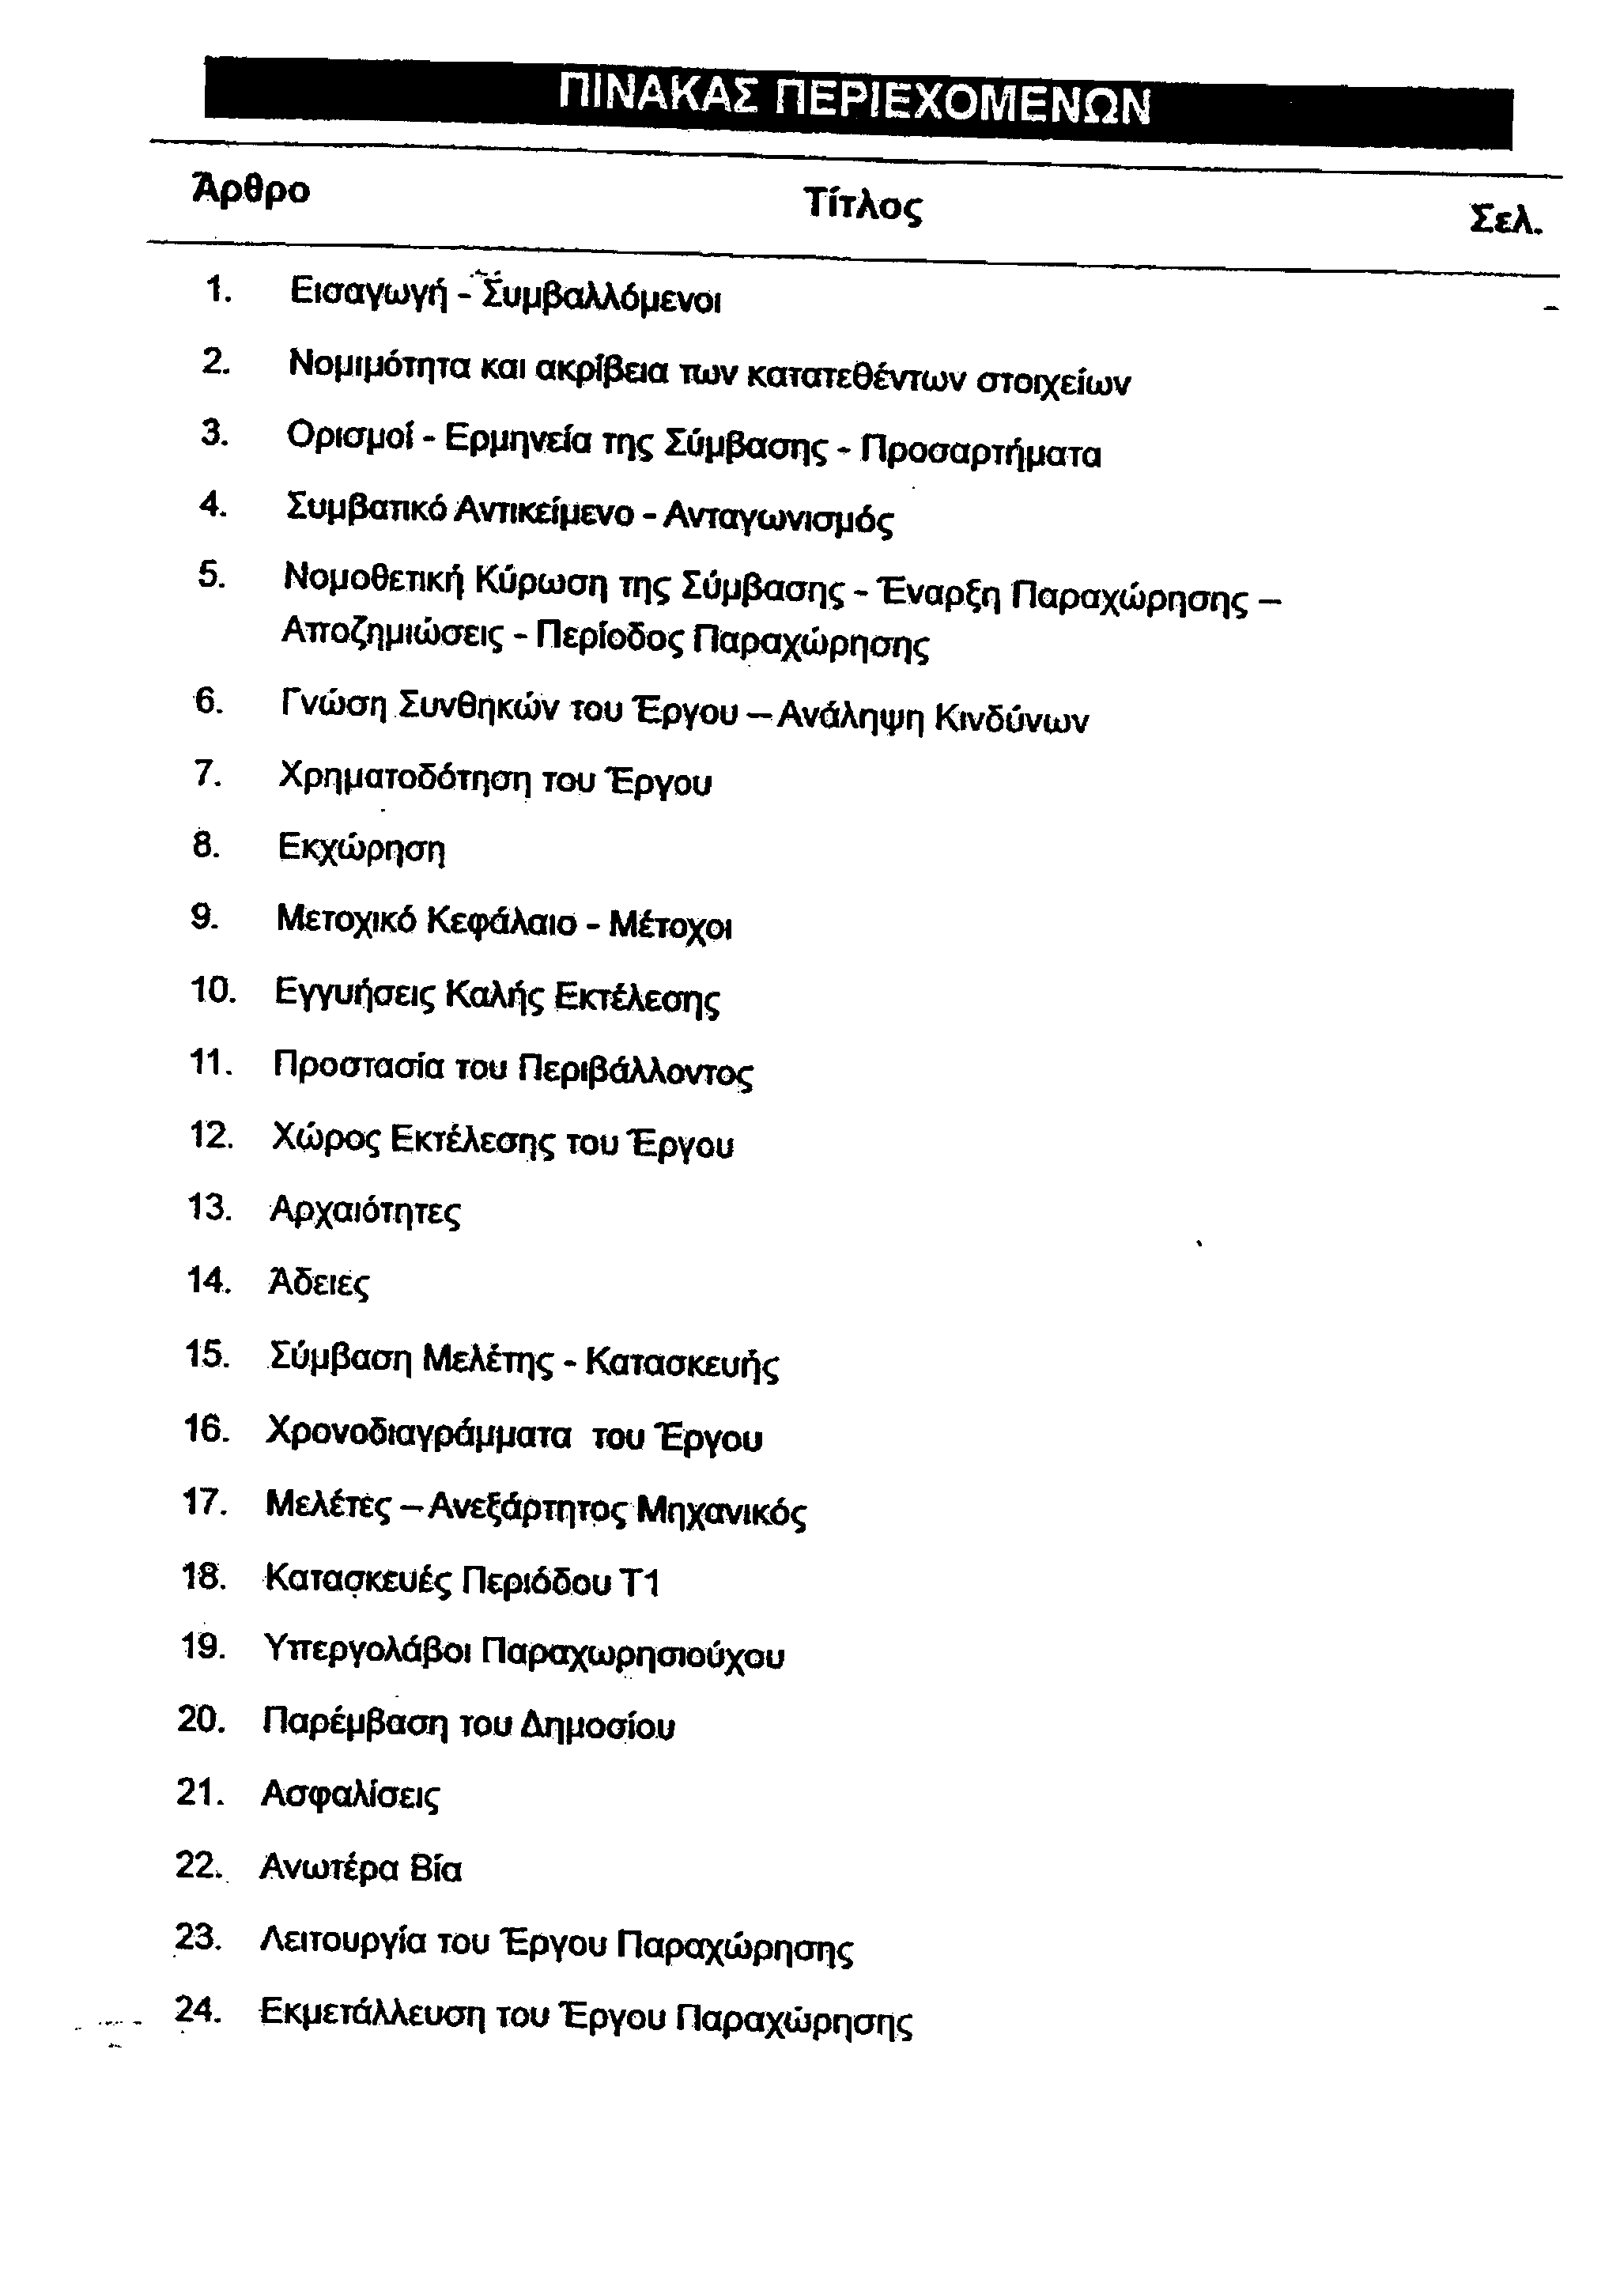 ΠΙΝΑΚΑΣ ΠΕΡΙΕΧΟΜΕΝΩΝ
Άρθρο Τίτλος Σελ.
1. Εισαγωγή - Συμβαλλόμενοι
2. Νομιμότητα και ακρίβεια των κατατεθέντων στοιχείων
3. Ορισμοί - Ερμηνεία της Σύμβασης - Προσαρτήματα
4. Συμβατικό Αντικείμενο - Ανταγωνισμός
5. Νομοθετική Κύρωση της Σύμβασης - Έναρξη Παραχώρησης –
Αποζημιώσεις - Περίοδος Παραχώρησης
6. Γνώση Συνθηκών του Έργου – Ανάληψη Κινδύνων
7. Χρηματοδότηση του Έργου
8. Εκχώρηση
9. Μετοχικό Κεφάλαιο - Μέτοχοι
10. Εγγυήσεις Καλής Εκτέλεσης
11. Προστασία του Περιβάλλοντος
12. Χώρος Εκτέλεσης του Έργου
13. Αρχαιότητες
14. Άδειες
15. Σύμβαση Μελέτης - Κατασκευής
16. Χρονοδιαγράμματα του Έργου
17. Μελέτες – Ανεξάρτητος Μηχανικός
18. Κατασκευές Περιόδου Τ1
19. Υπεργολάβοι Παραχωρησιούχου
20. Παρέμβαση του Δημοσίου
21. Ασφαλίσεις
22. Ανωτέρα Βία
23. Λειτουργία του Έργου Παραχώρησης
24. Εκμετάλλευση του Έργου Παραχώρησης